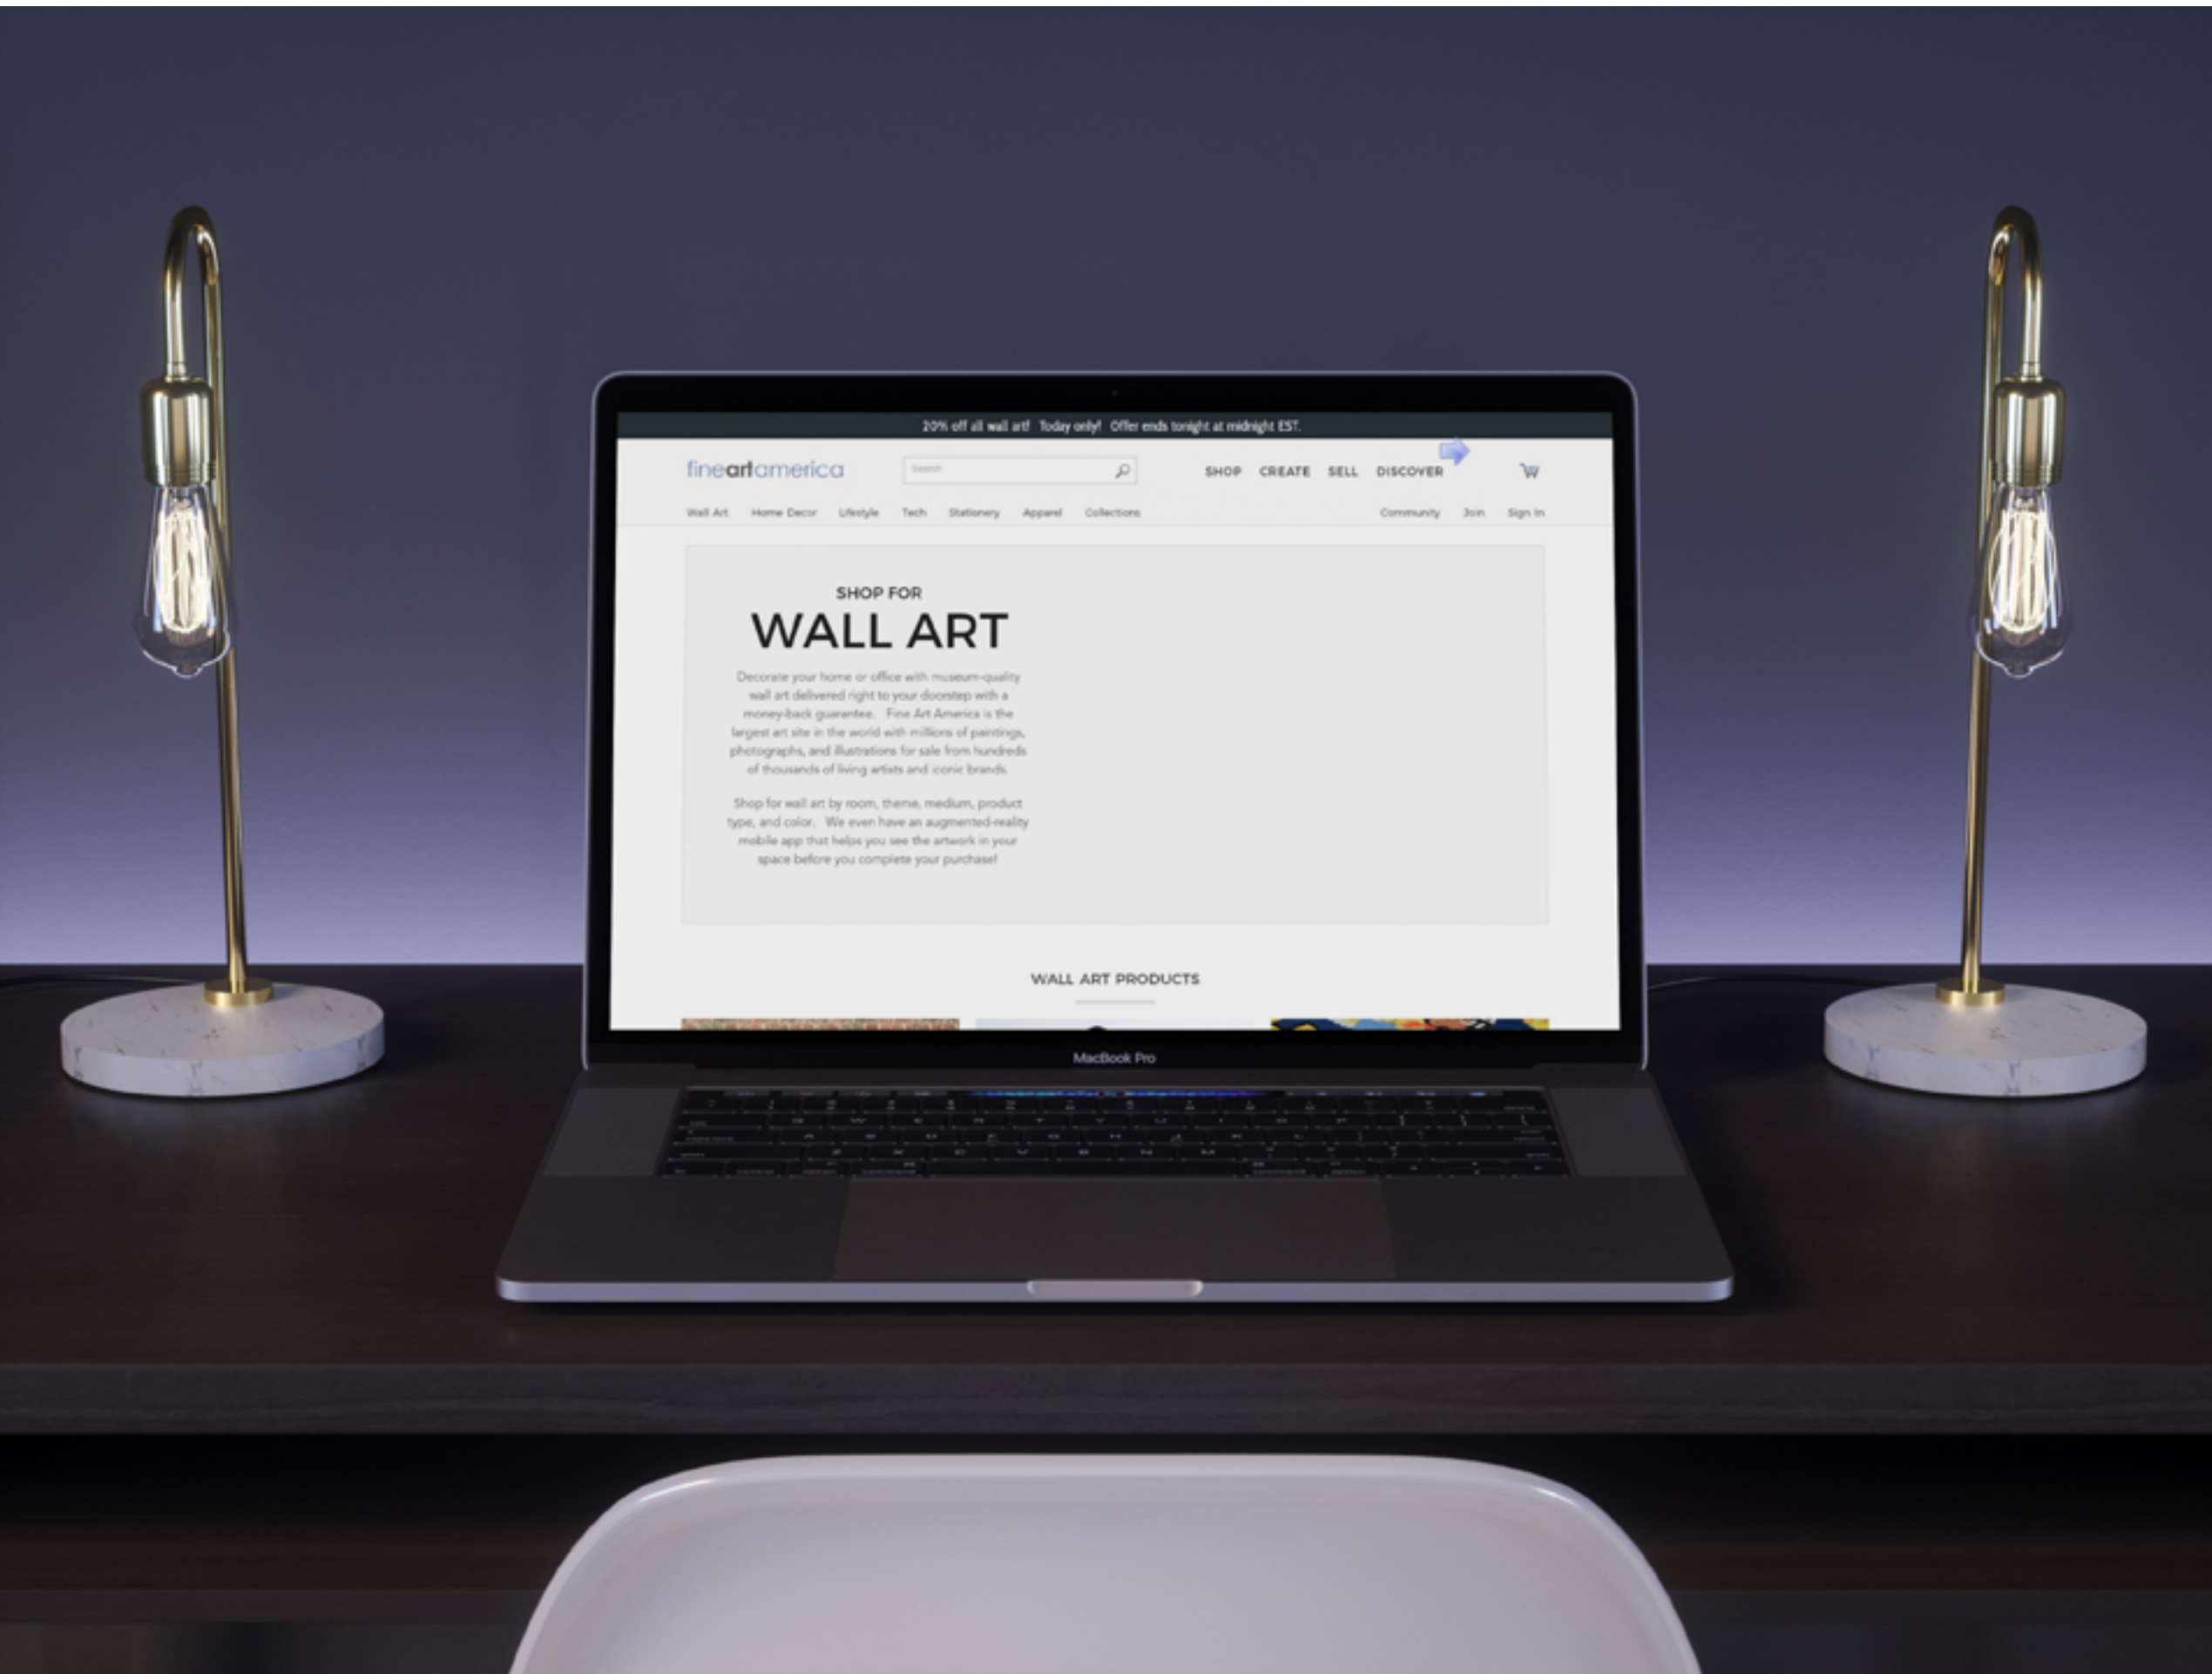 20% off all wall art! Today only! Offer ends tonight at midnight EST.
fineartamerica
Search
SHOP CREATE SELL DISCOVER
Wall Art Home Decor Lifestyle Tech Stationery Apparel Collections
Community Join Sign In
SHOP FOR
WALL ART
Decorate your home or office with museum-quality
wall art delivered right to your doorstep with a
money-back guarantee. Fine Art America is the
largest art site in the world with millions of paintings,
photographs, and illustrations for sale from hundreds
of thousands of living artists and iconic brands.
Shop for wall art by room, theme, medium, product
type, and color. We even have an augmented-reality
mobile app that helps you see the artwork in your
space before you complete your purchase!
WALL ART PRODUCTS
MacBook Pro